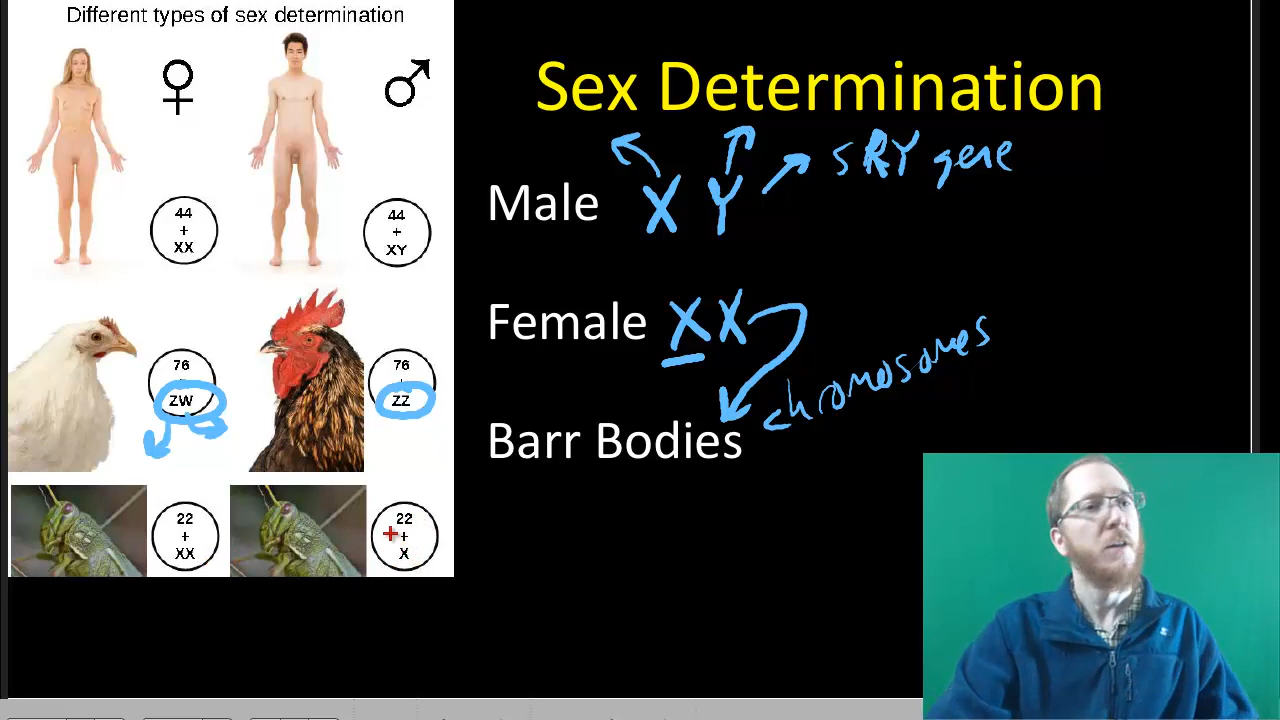 Different types of sex determination
♀
♂
44
+
XX
44
+
XY
76
+
ZW
76
+
ZZ
22
+
XX
22
+
X
Sex Determination
Male X Y SRY gene
Female X X
chromosomes
Barr Bodies